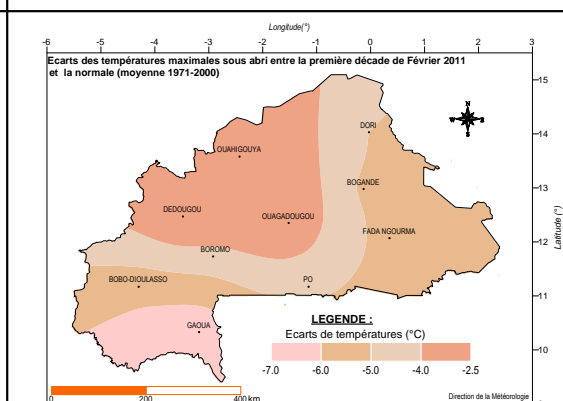 Longitude(°)
-6 -5 -4 -3 -2 -1 0 1 2 3
Ecarts des températures maximales sous abri entre la première décade de Février 2011
et la normale (moyenne 1971-2000)
15
N
W S
S
DORI
14
OUAHIGOUYA
BOGANDE
13
DEDOUGOU
OUAGADOUGOU
FADA NGOURMA
12
Latitude (°)
BOROMO
BOBO-DIOULASSO
PO
11
LEGENDE :
GAOUA
Ecarts de températures (°C)
10
-7.0 -6.0 -5.0 -4.0 -2.5
0 200 400 km
Direction de la Météorologie